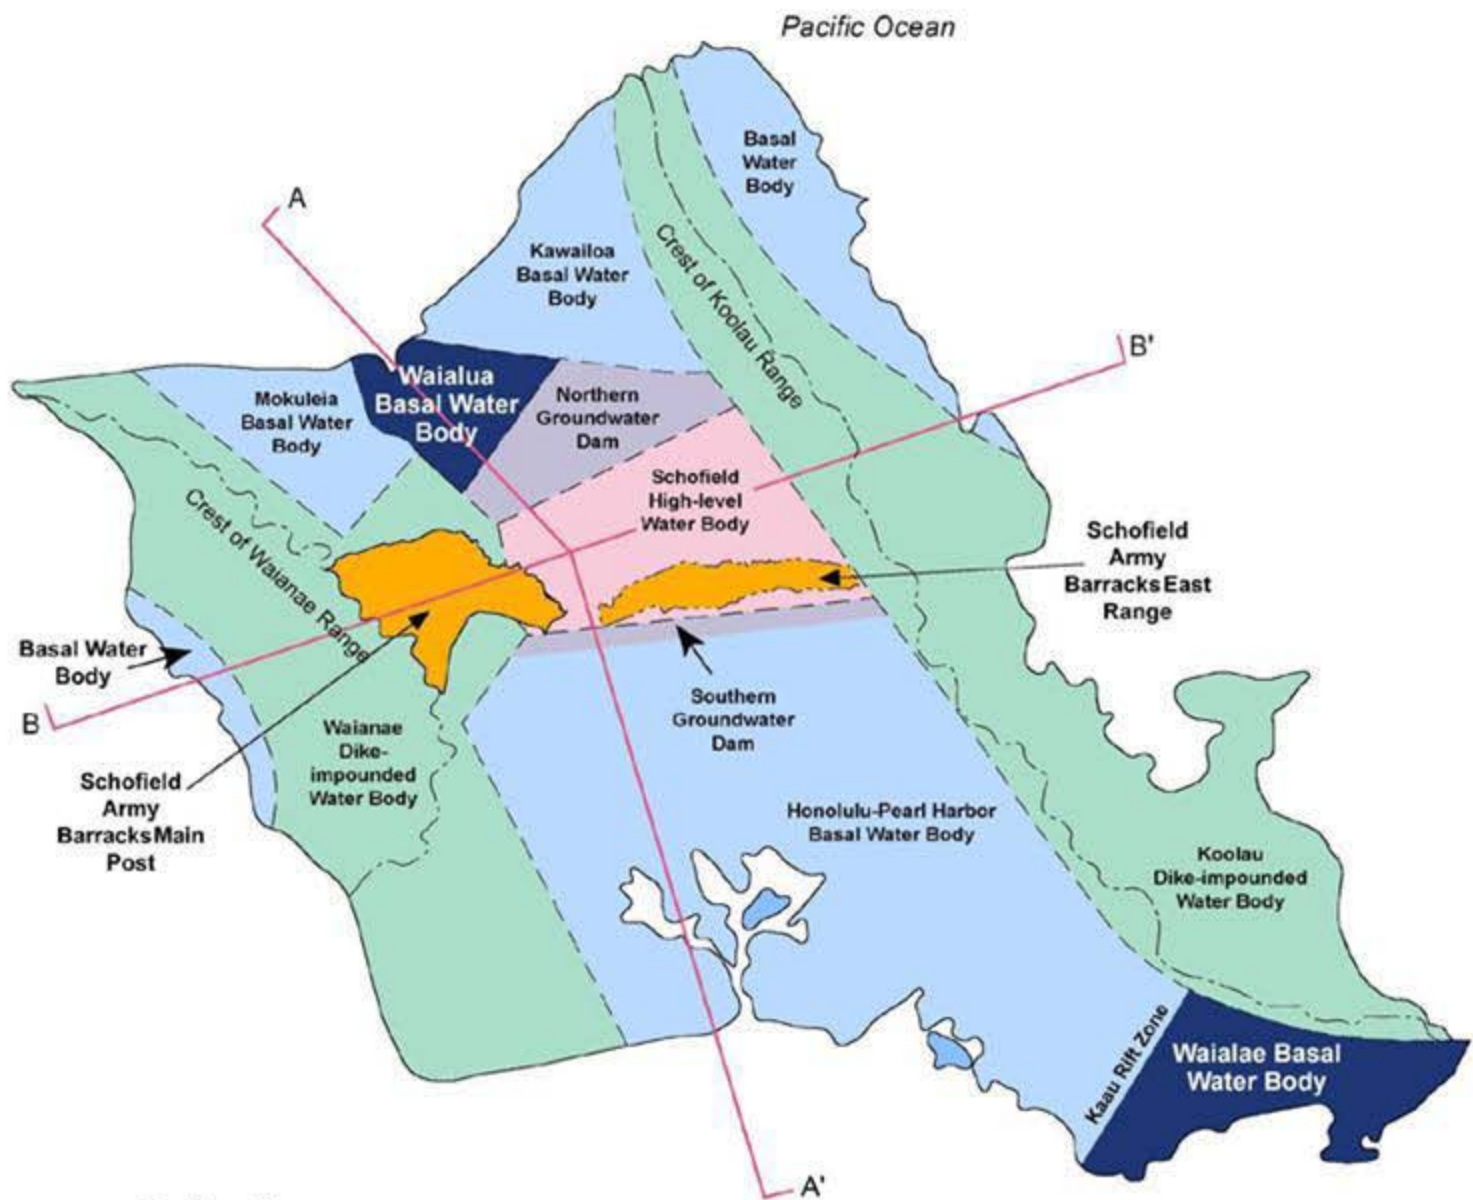 Pacific Ocean
Basal
Water
Body
A
Kawailoa
Basal Water
Body
Crest of Koolau Range
B'
Mokuleia
Basal Water
Body
Waialua
Basal Water
Body
Northern
Groundwater
Dam
Schofield
High-level
Water Body
Crest of Waianae Range
Schofield
Army
Barracks East
Range
Basal Water
Body
B
Southern
Groundwater
Dam
Waianae
Dike-
impounded
Water Body
Schofield
Army
Barracks Main
Post
Honolulu-Pearl Harbor
Basal Water Body
Koolau
Dike-impounded
Water Body
Kaau Rift Zone
Waialae Basal
Water Body
A'